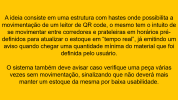 A ideia consiste em uma estrutura com hastes onde possibilita a
movimentação de um leitor de QR code, o mesmo tem o intuito de
se movimentar entre corredores e prateleiras em horários pré-
definidos para atualizar o estoque em "tempo real", já emitindo um
aviso quando chegar uma quantidade mínima do material que foi
definida pelo usuário.
O sistema também deve avisar caso verifique uma peça várias
vezes sem movimentação, sinalizando que não deverá mais
manter um estoque da mesma por baixa usabilidade.